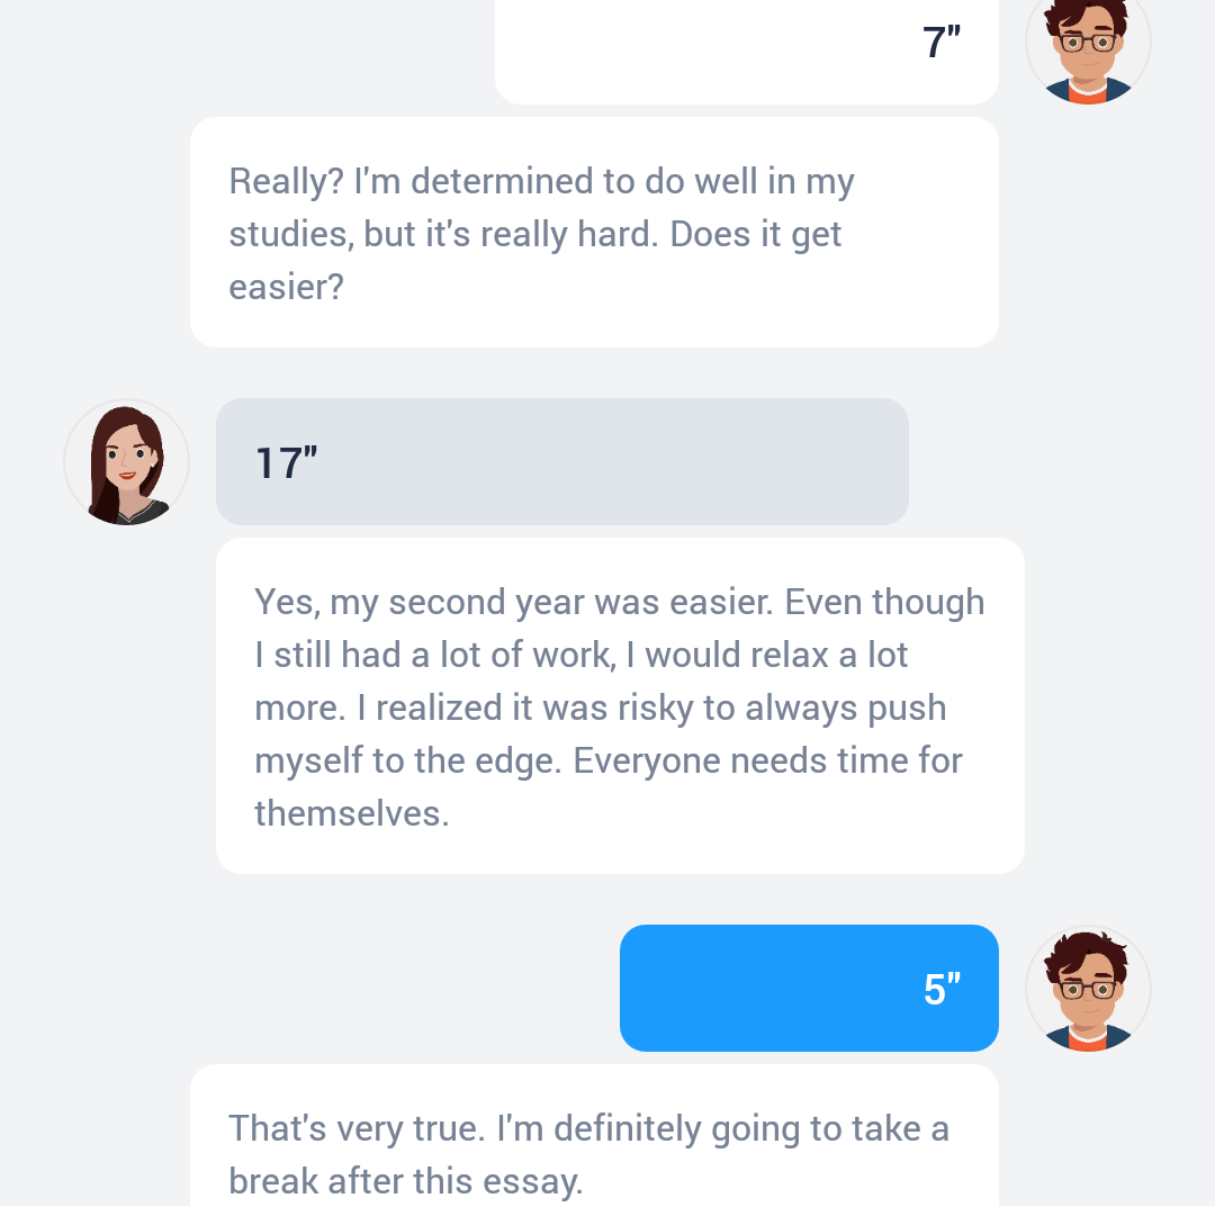 7"
Really? I'm determined to do well in my
studies, but it's really hard. Does it get
easier?
17"
Yes, my second year was easier. Even though
I still had a lot of work, I would relax a lot
more. I realized it was risky to always push
myself to the edge. Everyone needs time for
themselves.
5"
That's very true. I'm definitely going to take a
break after this essay.